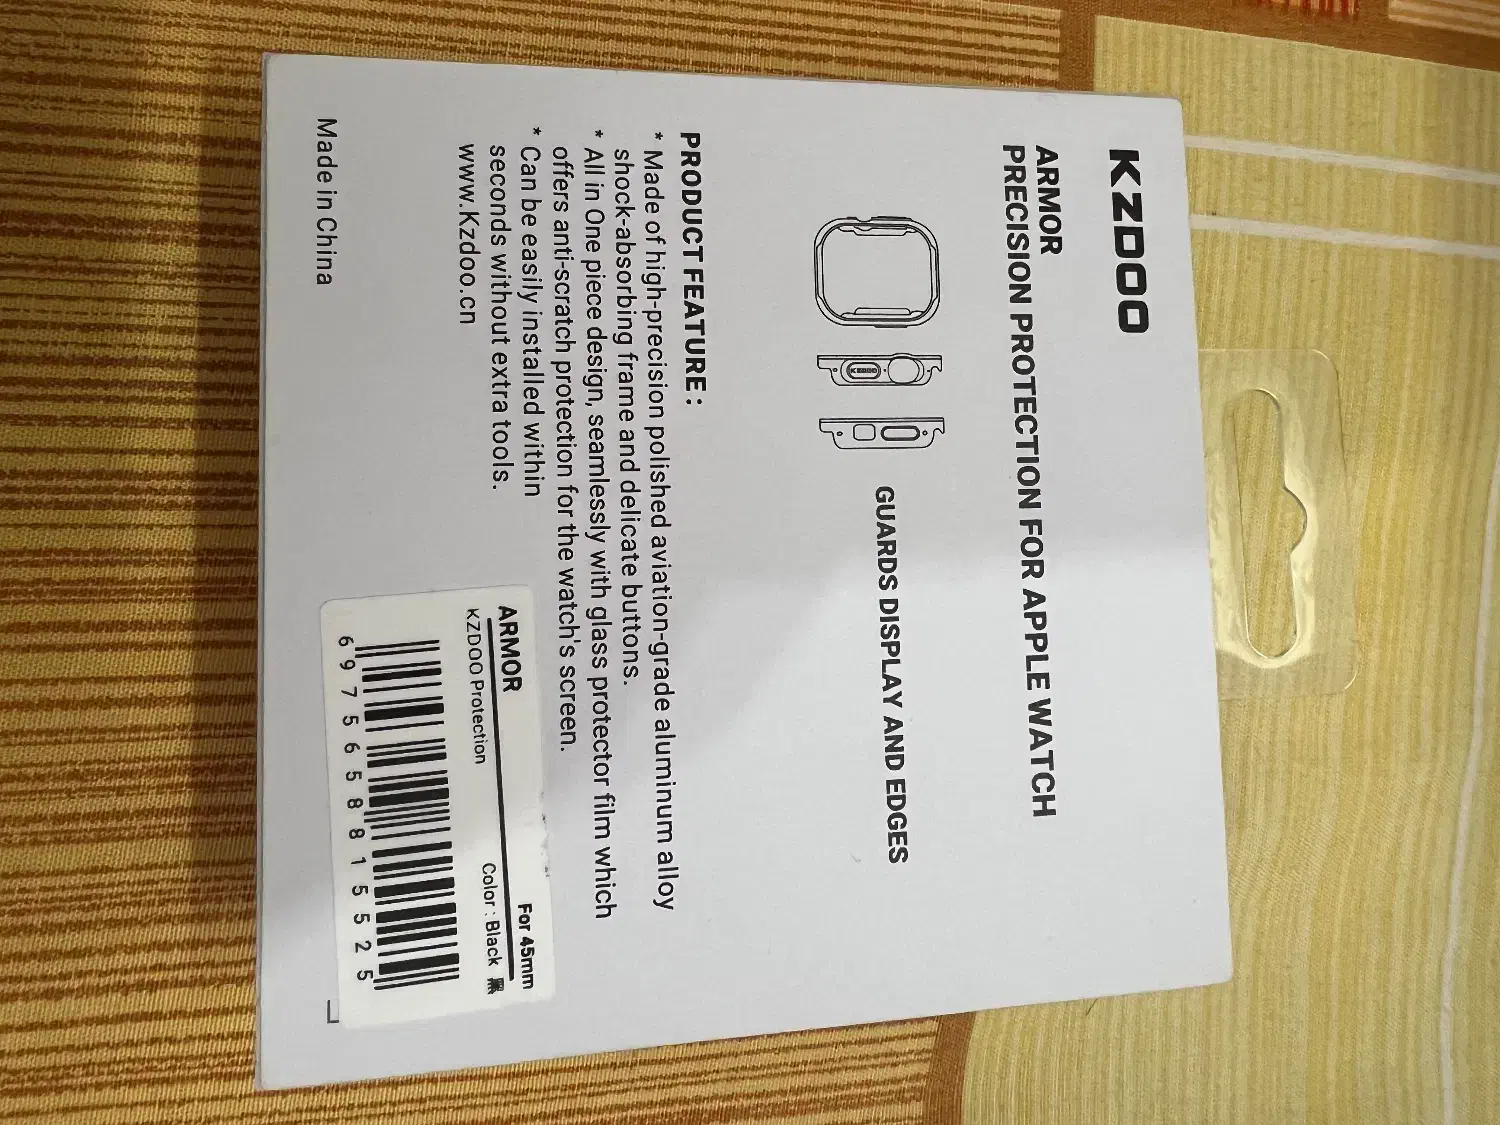 KZDOO
ARMOR
PRECISION PROTECTION FOR APPLE WATCH
KZDOO
GUARDS DISPLAY AND EDGES
PRODUCT FEATURE :
* Made of high-precision polished aviation-grade aluminum alloy
shock-absorbing frame and delicate buttons.
* All in One piece design, seamlessly with glass protector film which
offers anti-scratch protection for the watch's screen.
* Can be easily installed within
seconds without extra tools.
www.Kzdoo.cn
Made in China
ARMOR For 45mm
KZDOO Protection Color : Black 黑
6 975658 815525